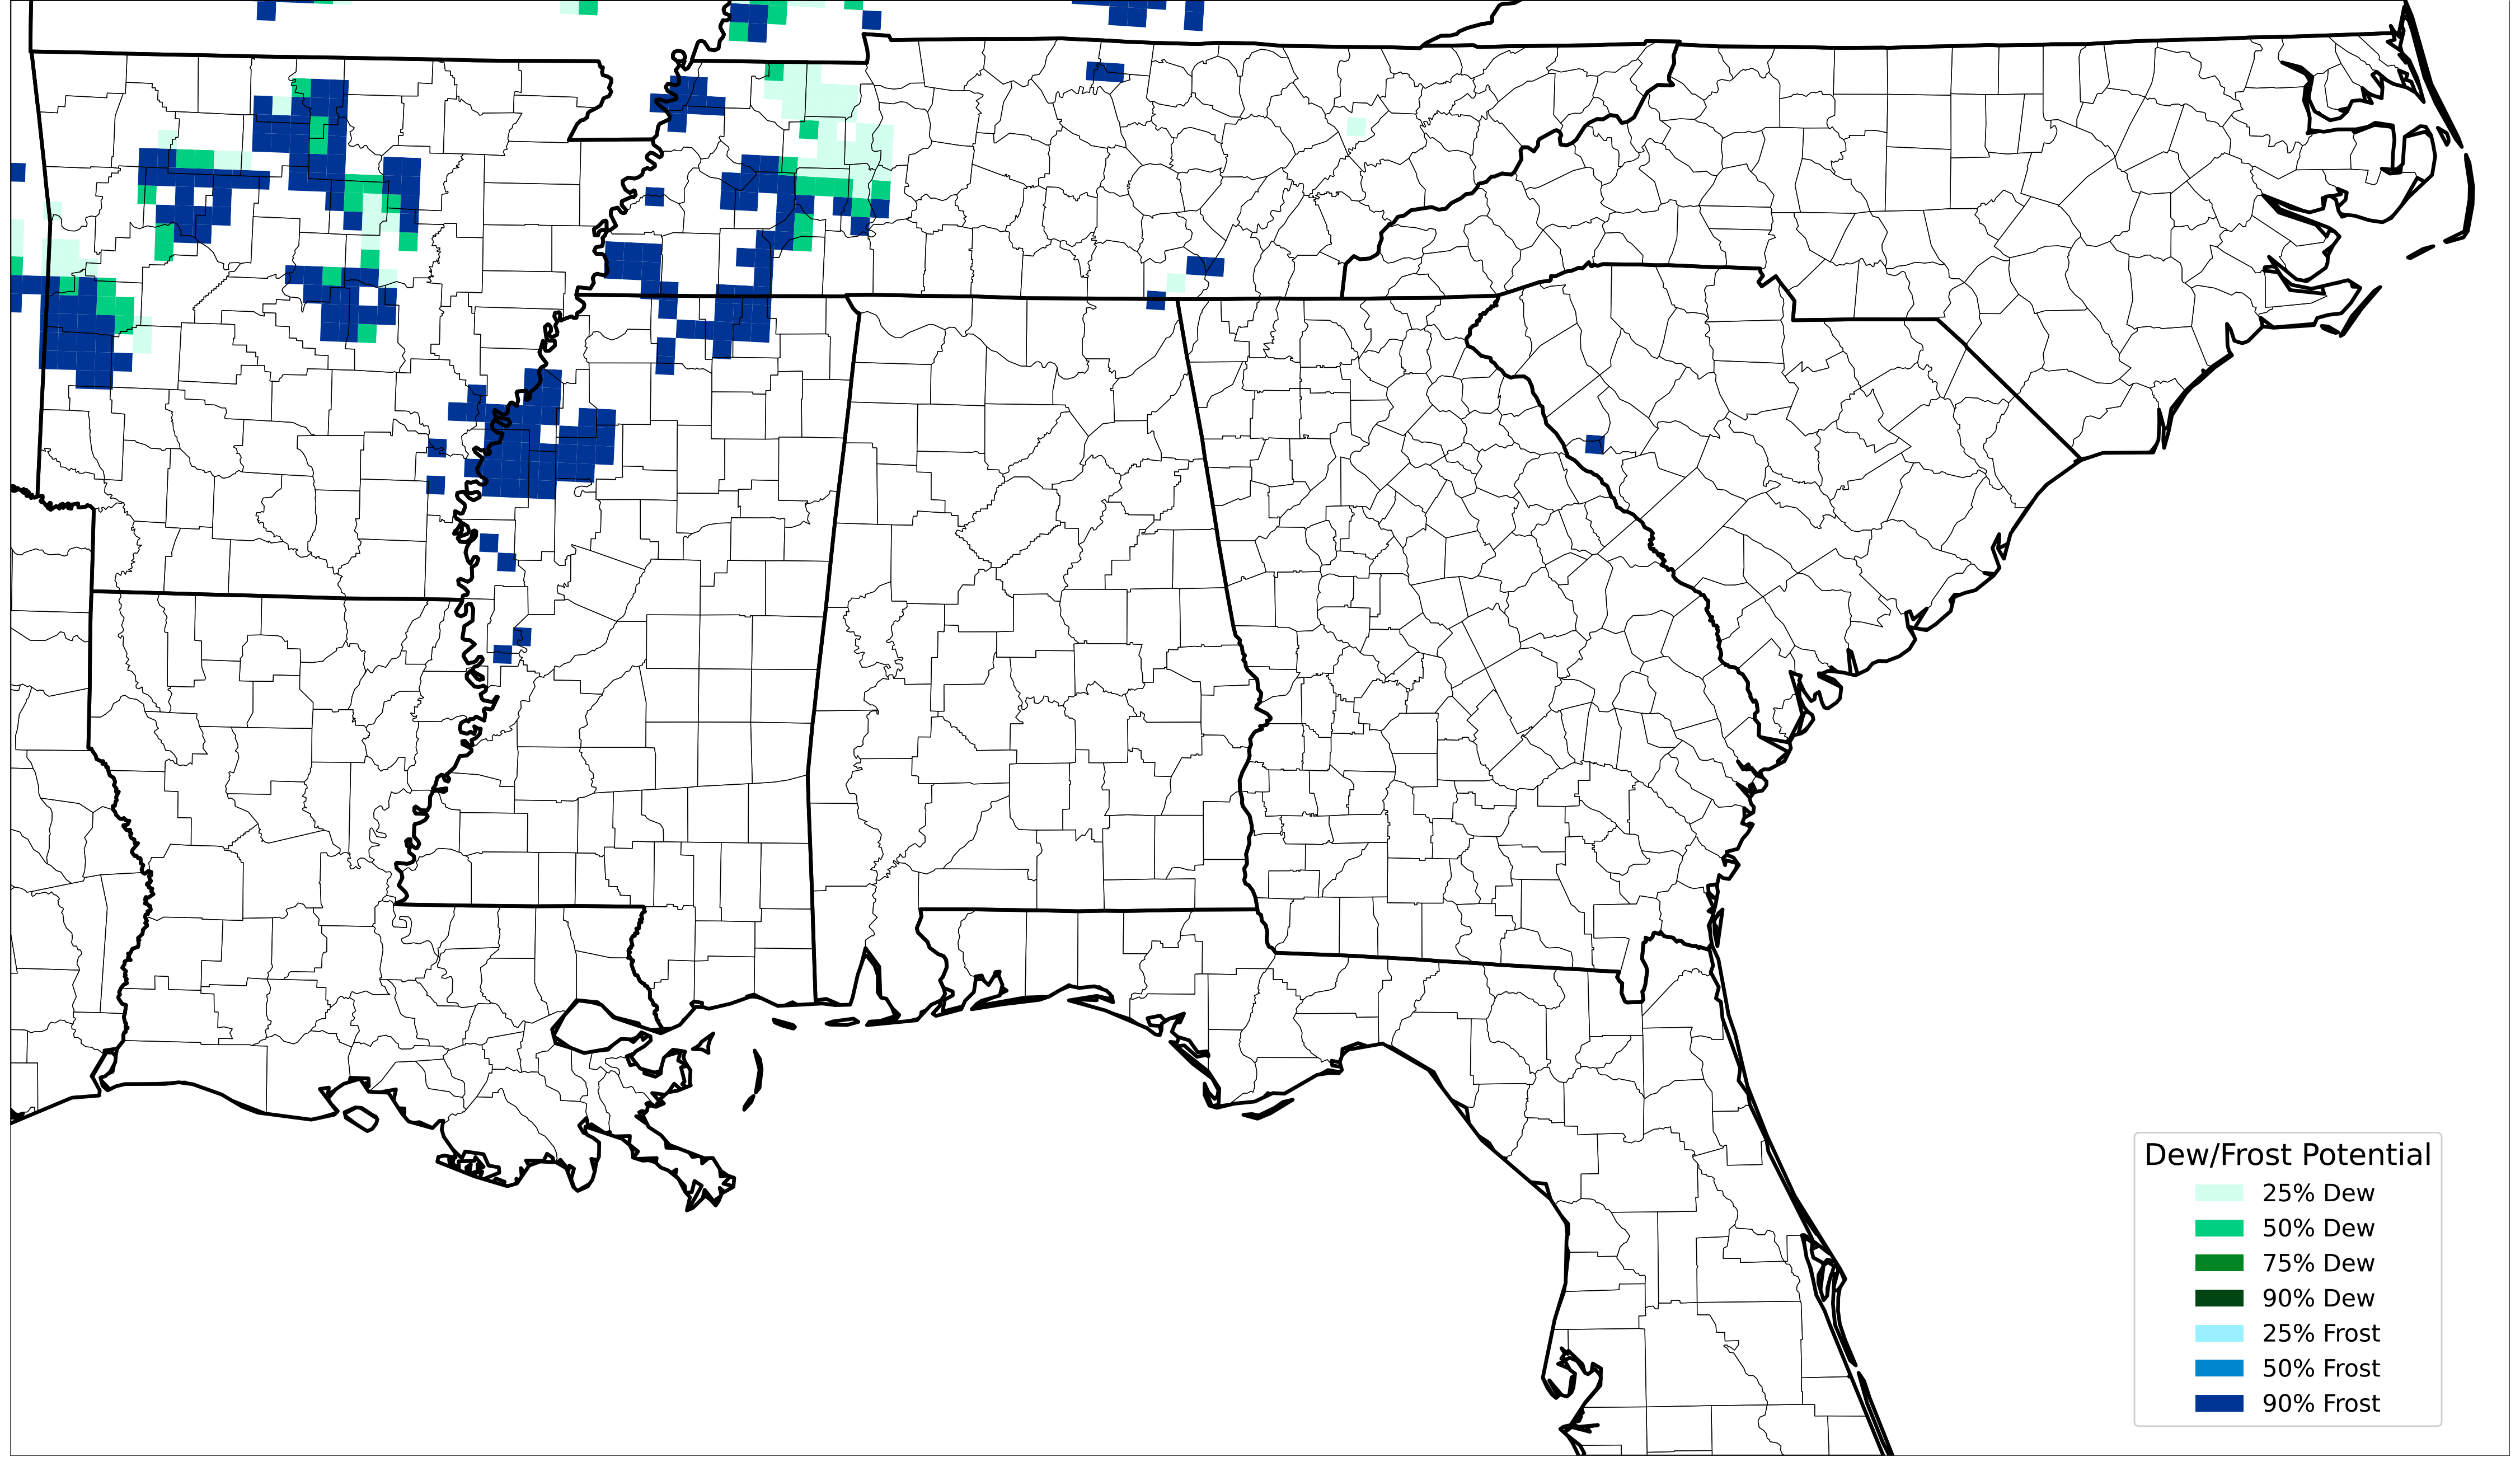 Dew/Frost Potential
25% Dew
50% Dew
75% Dew
90% Dew
25% Frost
50% Frost
90% Frost